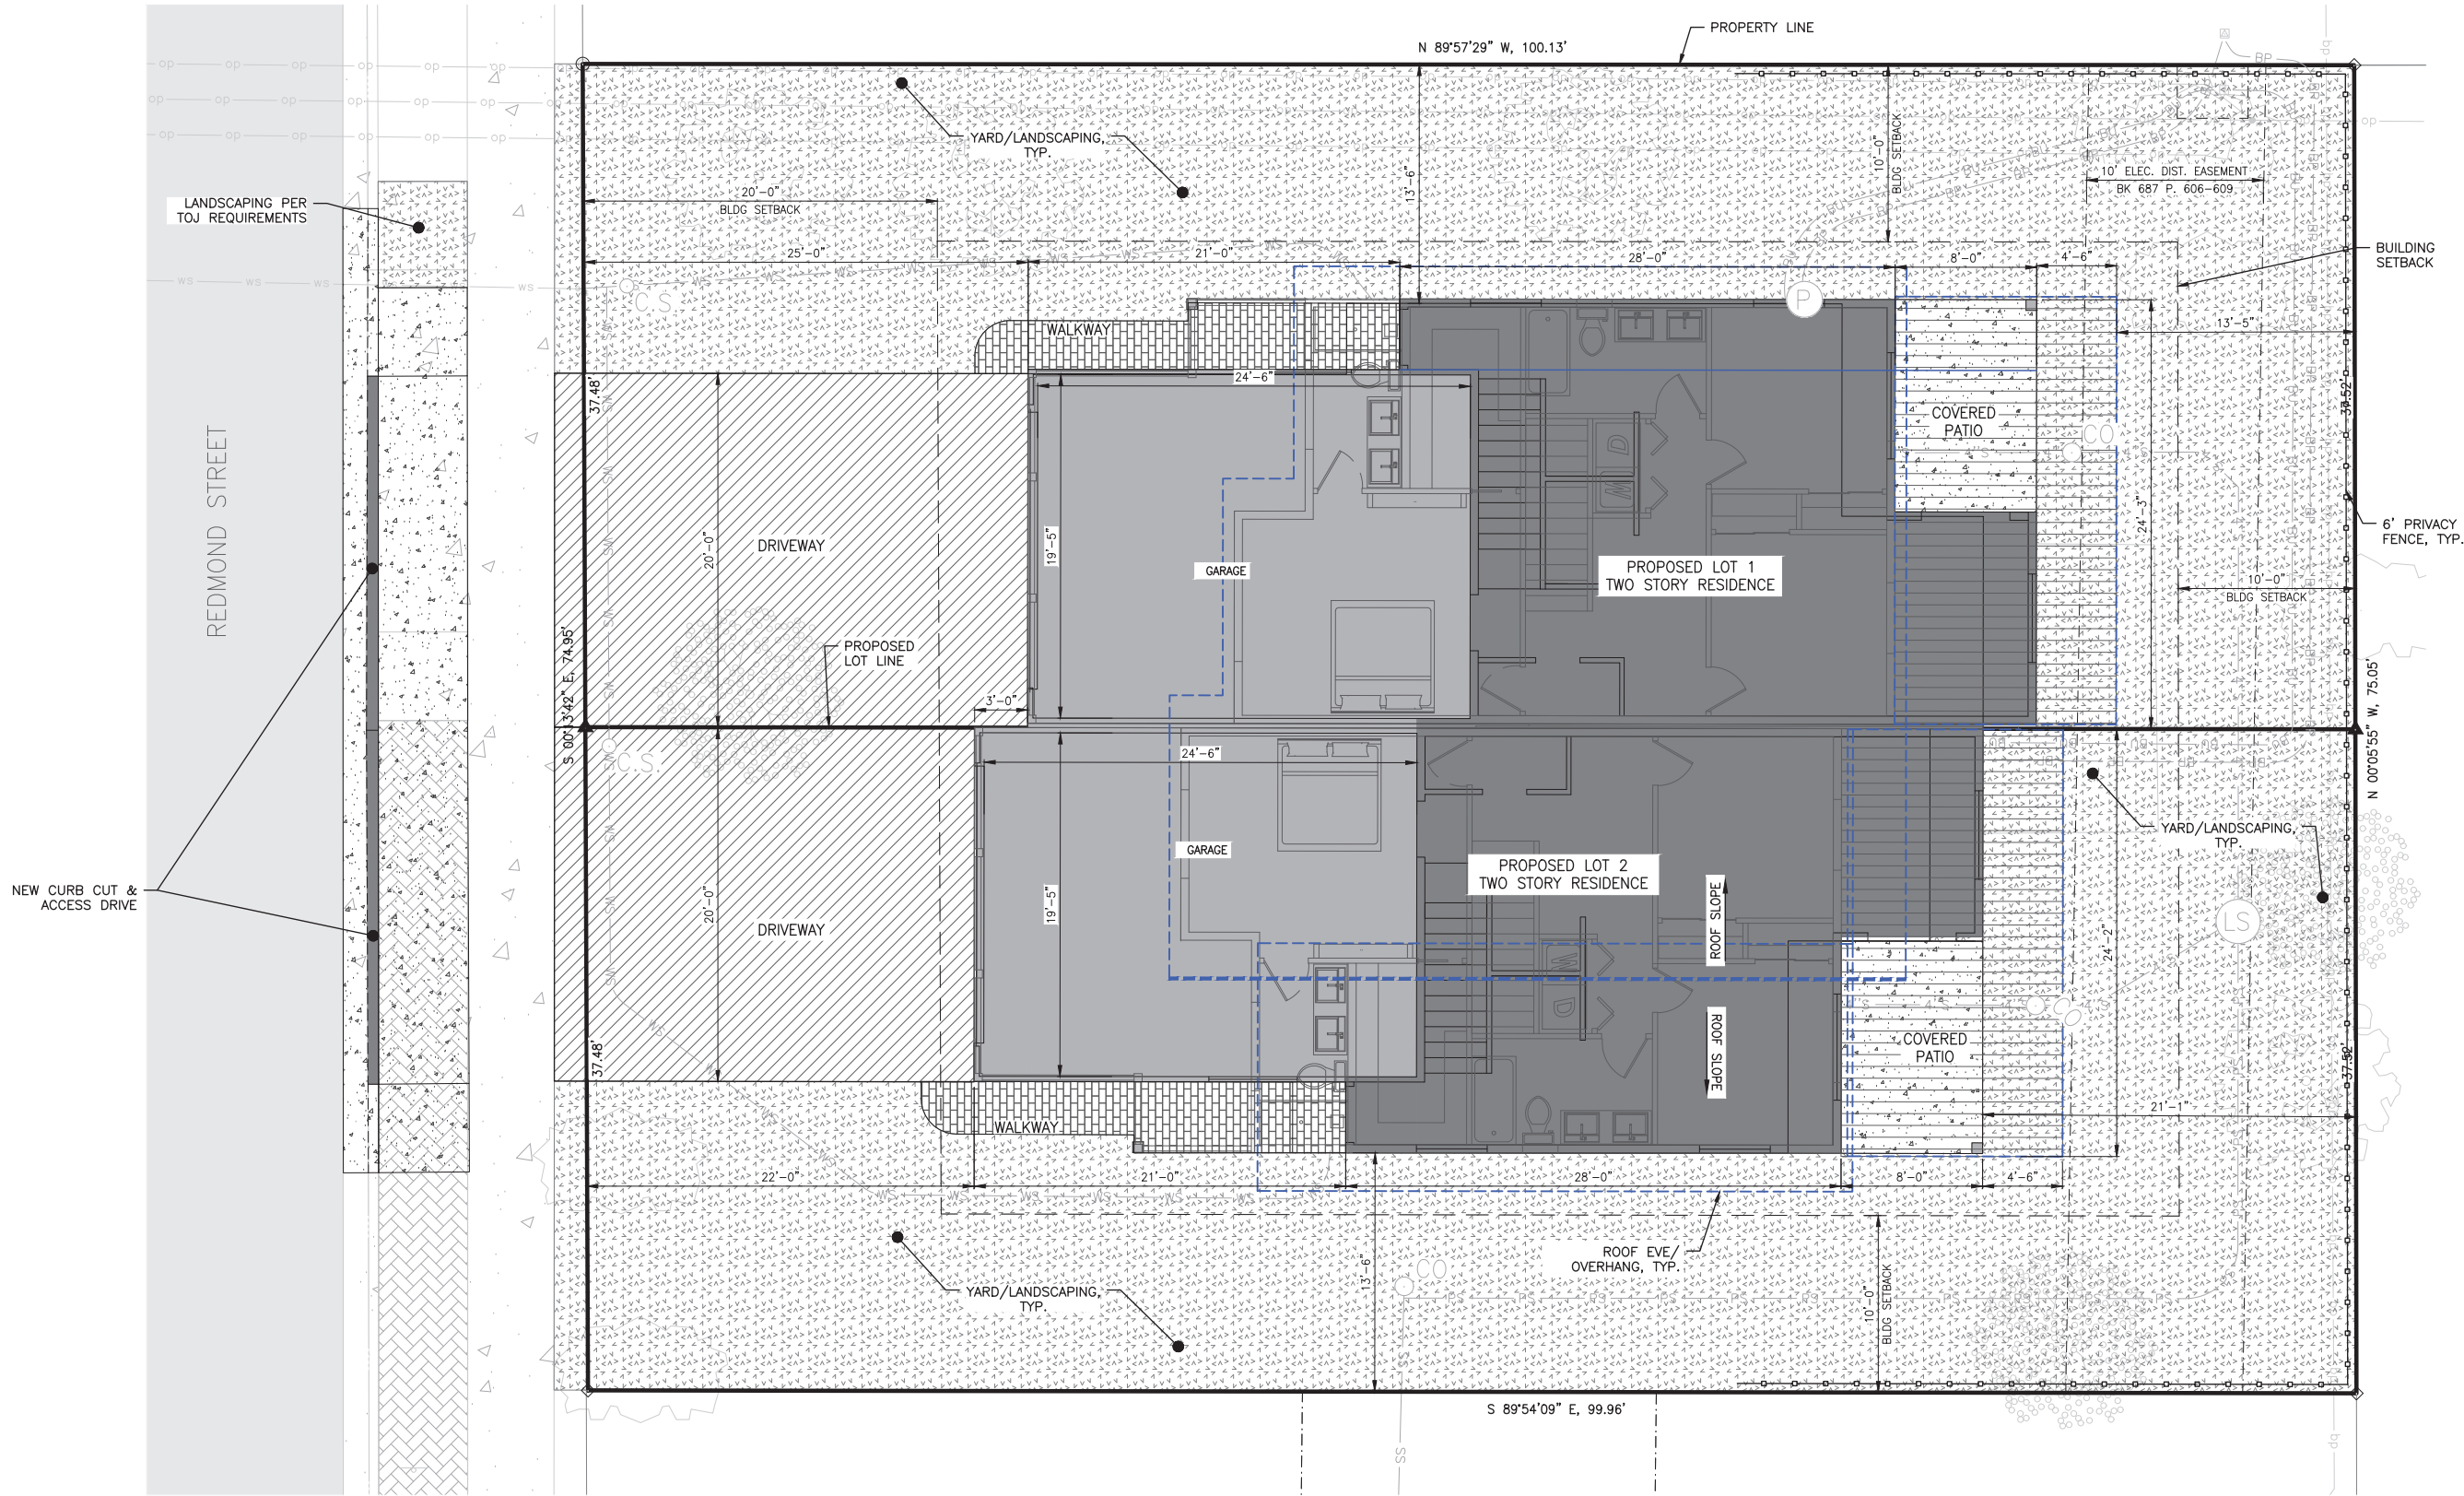 PROPERTY LINE
N 89°57'29" W, 100.13'
YARD/LANDSCAPING,
TYP.
LANDSCAPING PER
TOJ REQUIREMENTS
20'-0"
BLDG SETBACK
13'-6"
10'-0"
BLDG SETBACK
10' ELEC. DIST. EASEMENT
BK 687 P. 606-609
BUILDING
SETBACK
25'-0"
21'-0"
28'-0"
8'-0"
4'-6"
C.S.
P
13'-5"
WALKWAY
24'-6"
37.48'
37.52'
COVERED
PATIO
CO
REDMOND STREET
DRIVEWAY
20'-0"
19'-5"
GARAGE
D
W
PROPOSED LOT 1
TWO STORY RESIDENCE
24'-3"
6' PRIVACY
FENCE, TYP.
10'-0"
BLDG SETBACK
PROPOSED
LOT LINE
S 00°13'42" E, 74.95'
N 00°05'55" W, 75.05'
3'-0"
C.S.
24'-6"
YARD/LANDSCAPING,
TYP.
NEW CURB CUT &
ACCESS DRIVE
DRIVEWAY
20'-0"
19'-5"
GARAGE
PROPOSED LOT 2
TWO STORY RESIDENCE
ROOF SLOPE
ROOF SLOPE
W
D
LS
24'-2"
CO
COVERED
PATIO
37.48'
37.52'
21'-1"
WALKWAY
22'-0"
21'-0"
28'-0"
8'-0"
4'-6"
ROOF EVE/
OVERHANG, TYP.
13'-6"
CO
10'-0"
BLDG SETBACK
YARD/LANDSCAPING,
TYP.
S 89°54'09" E, 99.96'
SS